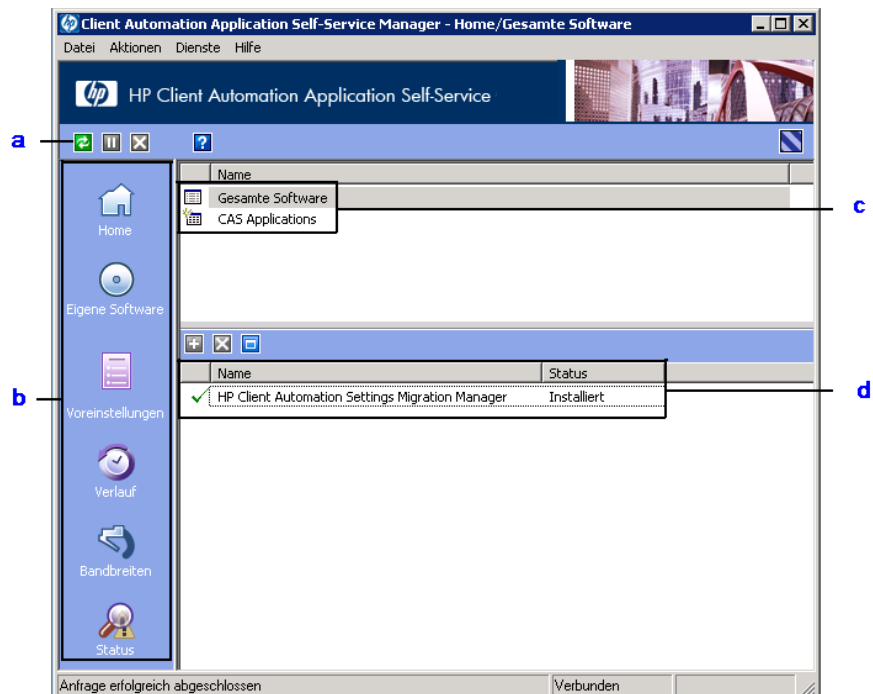 Client Automation Application Self-Service Manager - Home/Gesamte Software
Datei Aktionen Dienste Hilfe
hp HP Client Automation Application Self-Service
a
?
Name
Gesamte Software
c
CAS Applications
Home
Eigene Software
Name Status
b
HP Client Automation Settings Migration Manager Installiert
d
Voreinstellungen
Verlauf
Bandbreiten
Status
Anfrage erfolgreich abgeschlossen Verbunden